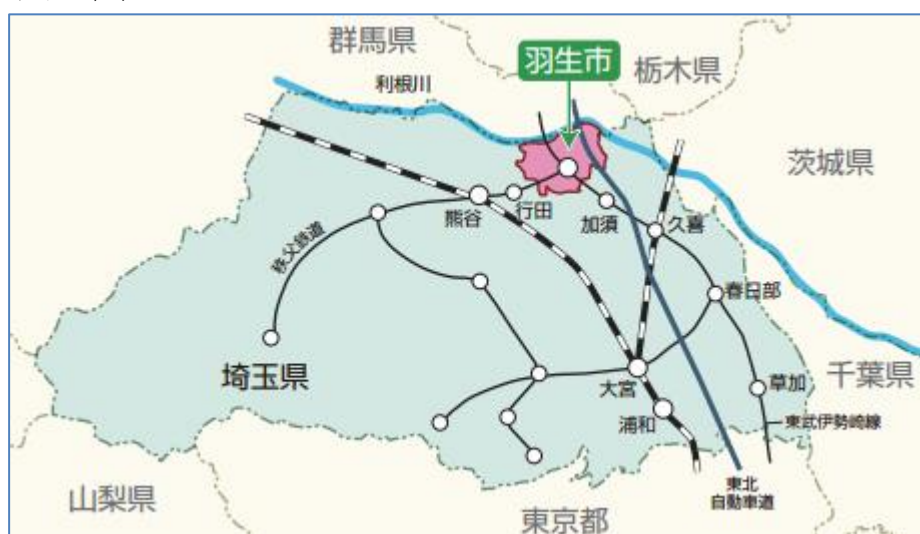 群馬県
羽生市
栃木県
利根川
茨城県
熊谷
行田
加須
久喜
秩父鉄道
春日部
埼玉県
大宮
草加
千葉県
浦和
東武伊勢崎線
東北
自動車道
山梨県
東京都